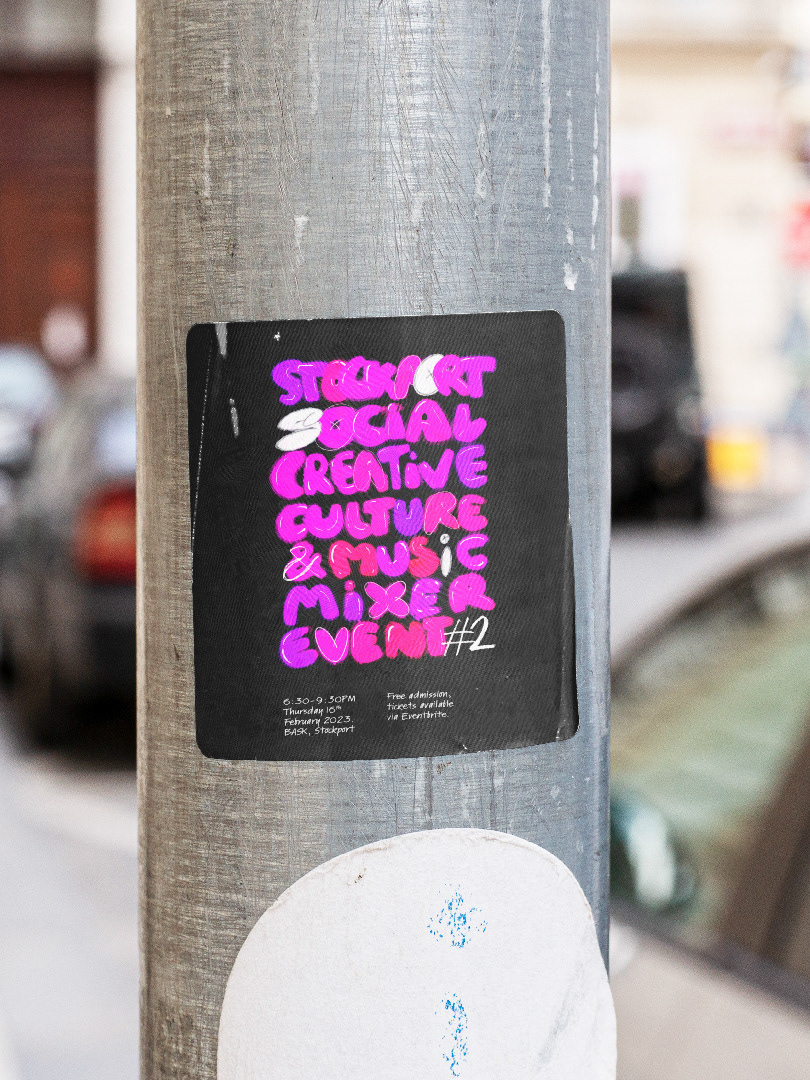 STOCKPORT
SOCIAL
CREATiVE
CULTURE
& MUSiC
MiXER
EVENT #2
6:30-9:30PM
Thursday 16th
February 2023.
BASK, Stockport
Free admission,
tickets available
via Eventbrite.